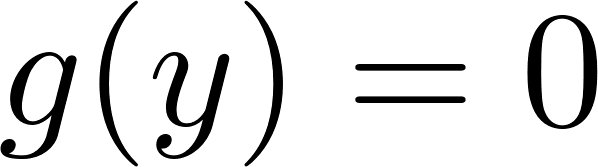 q(y) = 0